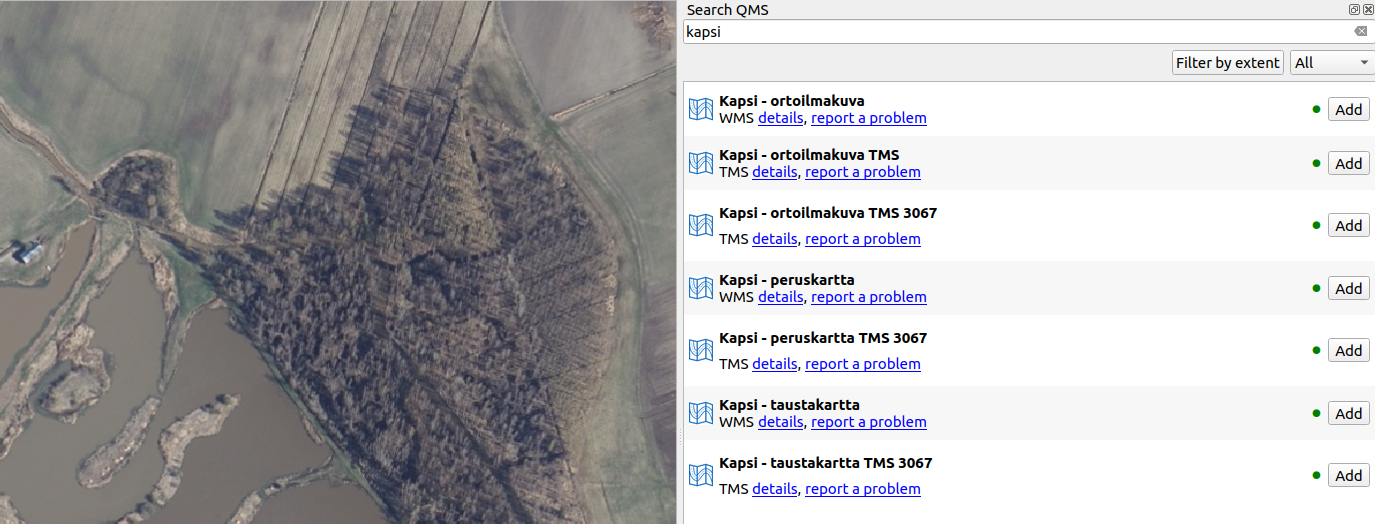 Search QMS
kapsi
Filter by extent All
Kapsi - ortoilmakuva
WMS details, report a problem
Add
Kapsi - ortoilmakuva TMS
TMS details, report a problem
Add
Kapsi - ortoilmakuva TMS 3067
TMS details, report a problem
Add
Kapsi - peruskartta
WMS details, report a problem
Add
Kapsi - peruskartta TMS 3067
TMS details, report a problem
Add
Kapsi - taustakartta
WMS details, report a problem
Add
Kapsi - taustakartta TMS 3067
TMS details, report a problem
Add